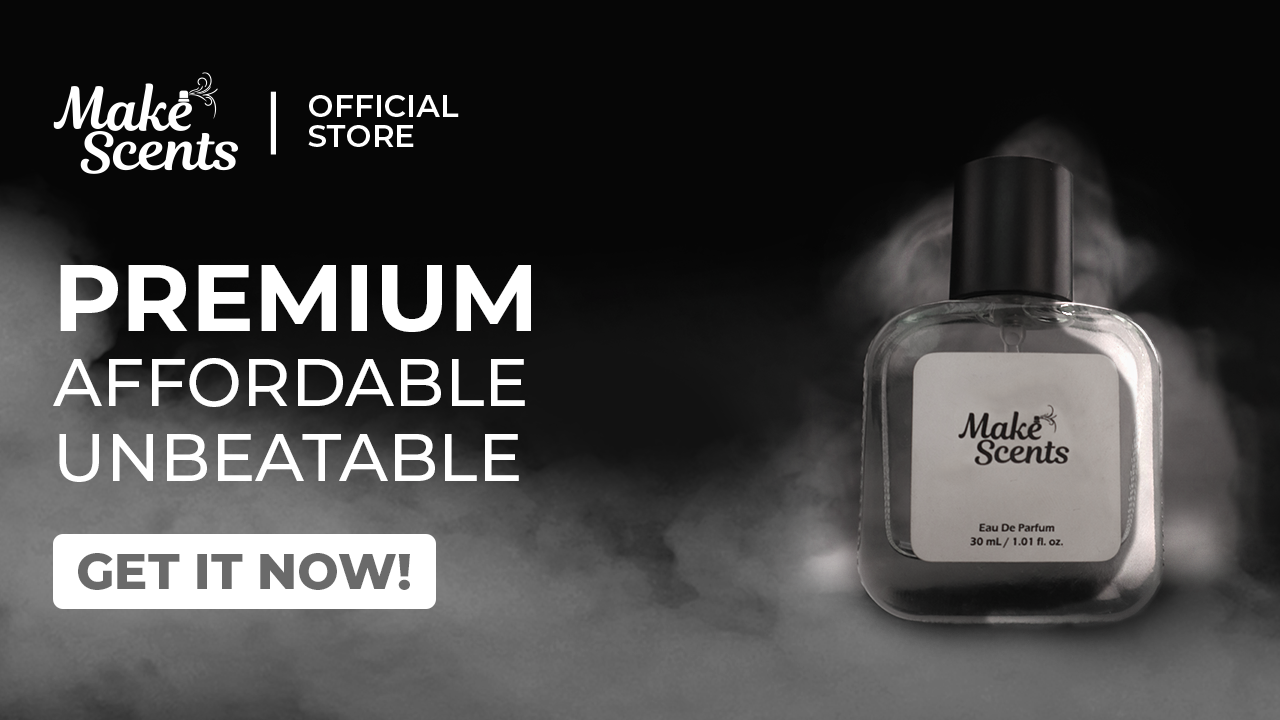 Make
Scents
OFFICIAL
STORE
PREMIUM
AFFORDABLE
UNBEATABLE
GET IT NOW!
Make
Scents
Eau De Parfum
30 mL / 1.01 fl. oz.